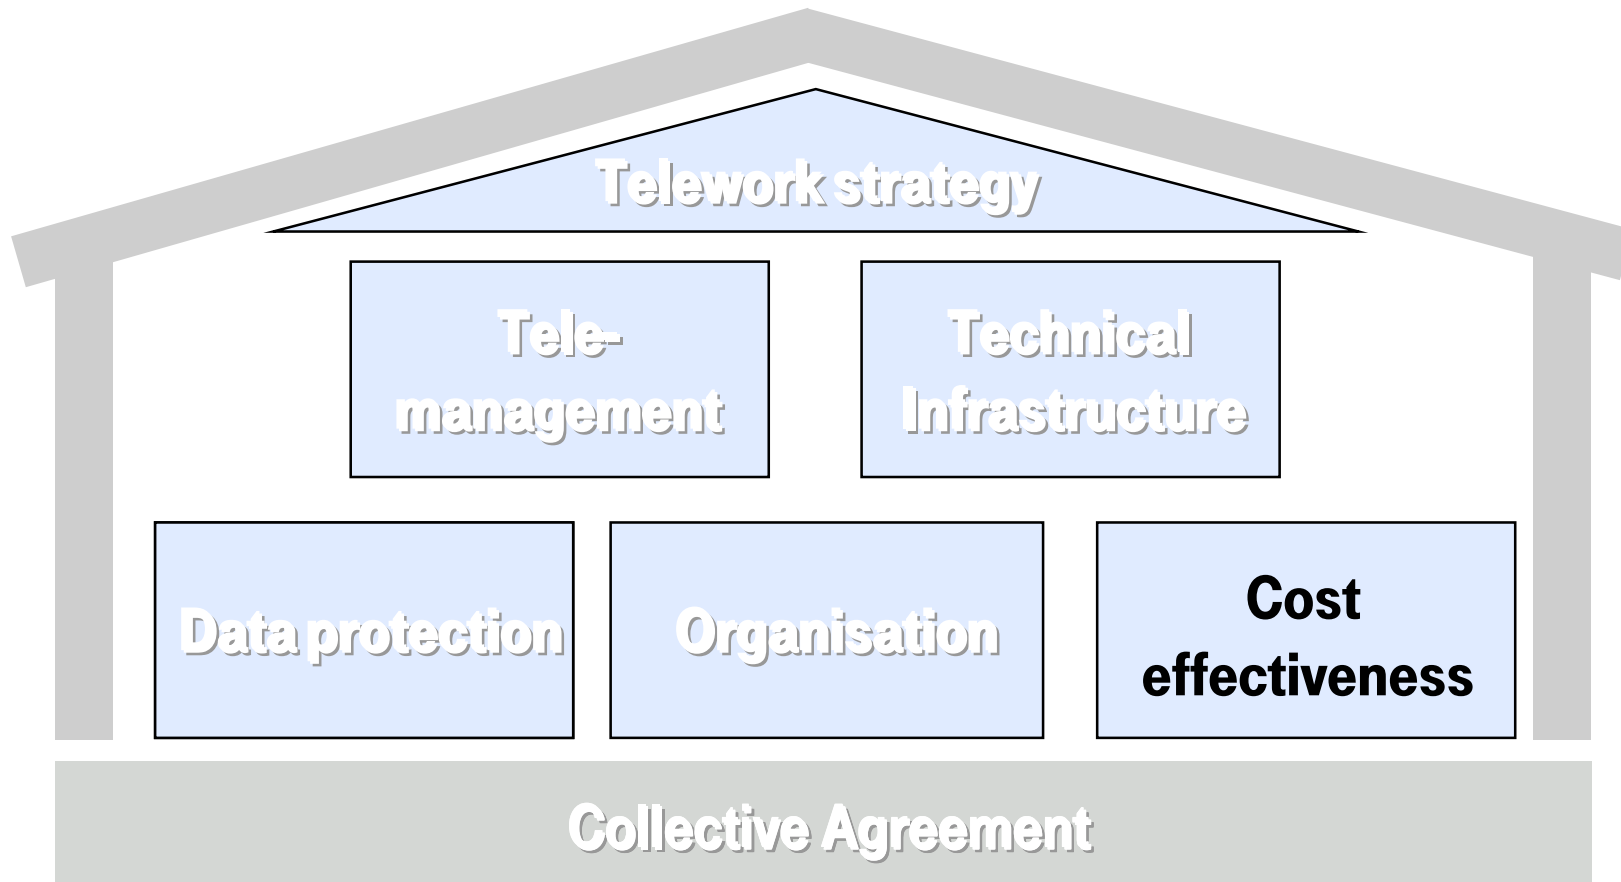 Telework strategy
Tele-
management
Technical
Infrastructure
Data protection
Organisation
Cost
effectiveness
Collective Agreement